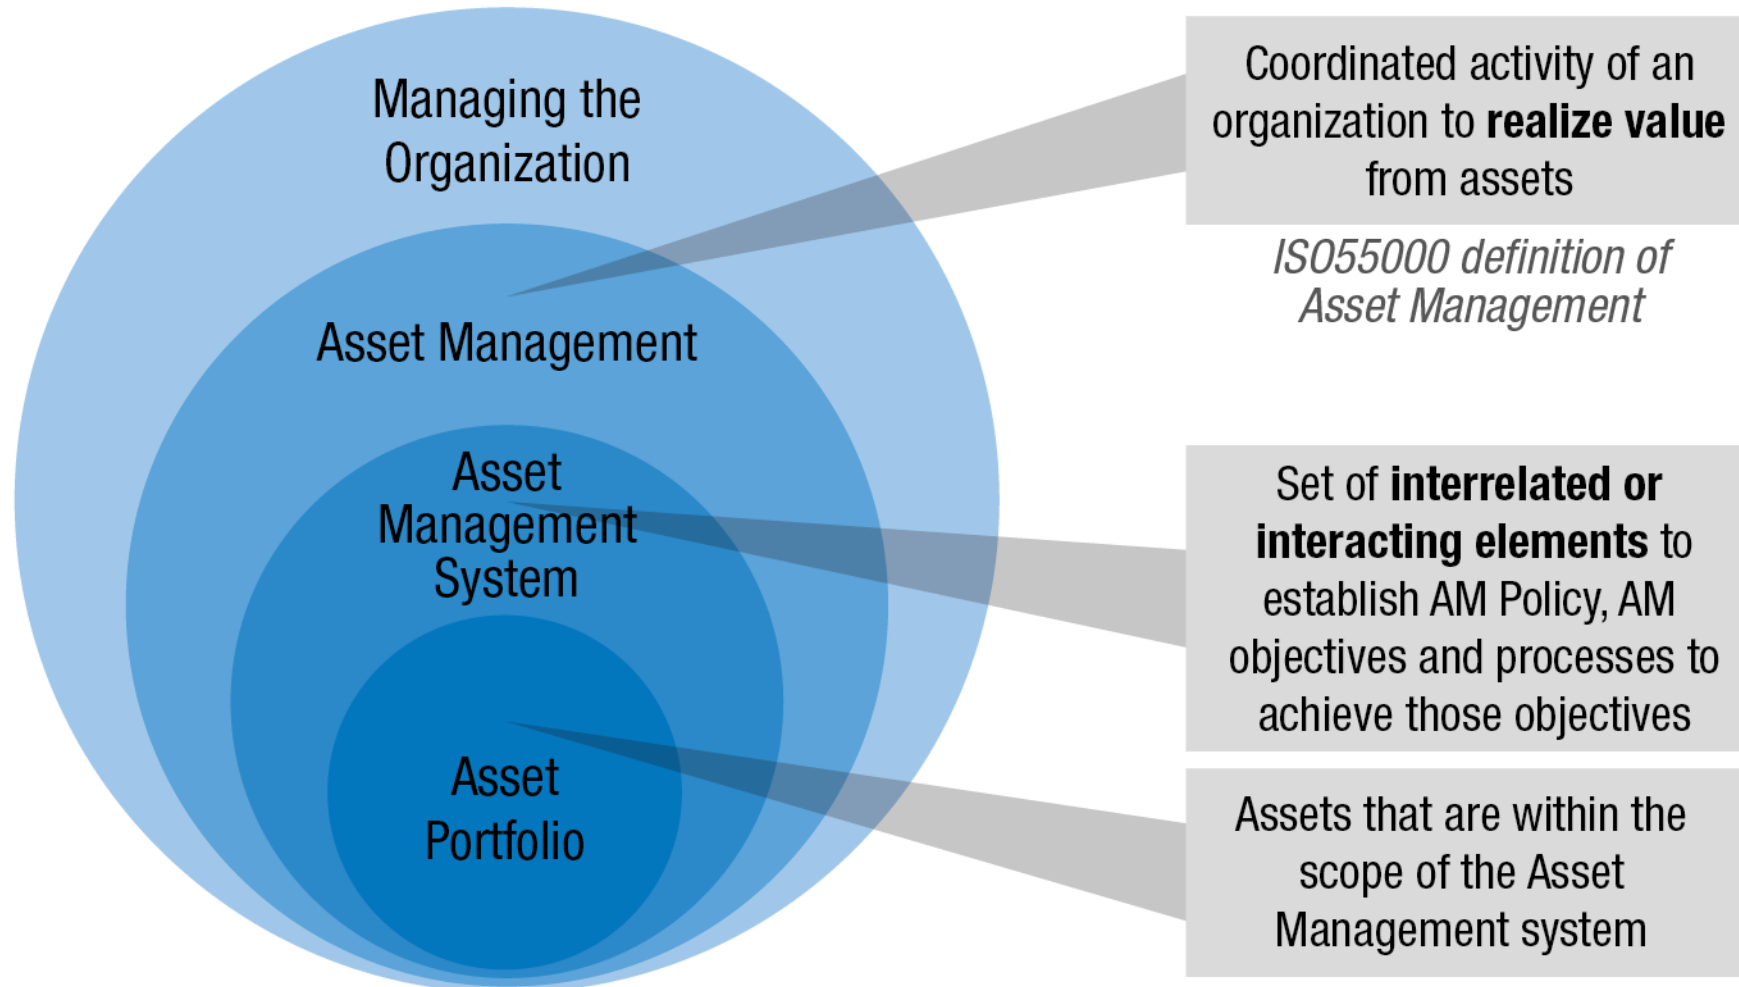 Managing the
Organization
Asset Management
Asset
Management
System
Asset
Portfolio
Coordinated activity of an
organization to realize value
from assets
ISO55000 definition of
Asset Management
Set of interrelated or
interacting elements to
establish AM Policy, AM
objectives and processes to
achieve those objectives
Assets that are within the
scope of the Asset
Management system